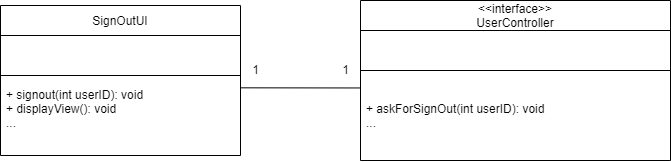 SignOutUI
+ signout(int userID): void
+ displayView(): void
...
1
1
<<interface>>
UserController
+ askForSignOut(int userID): void
...